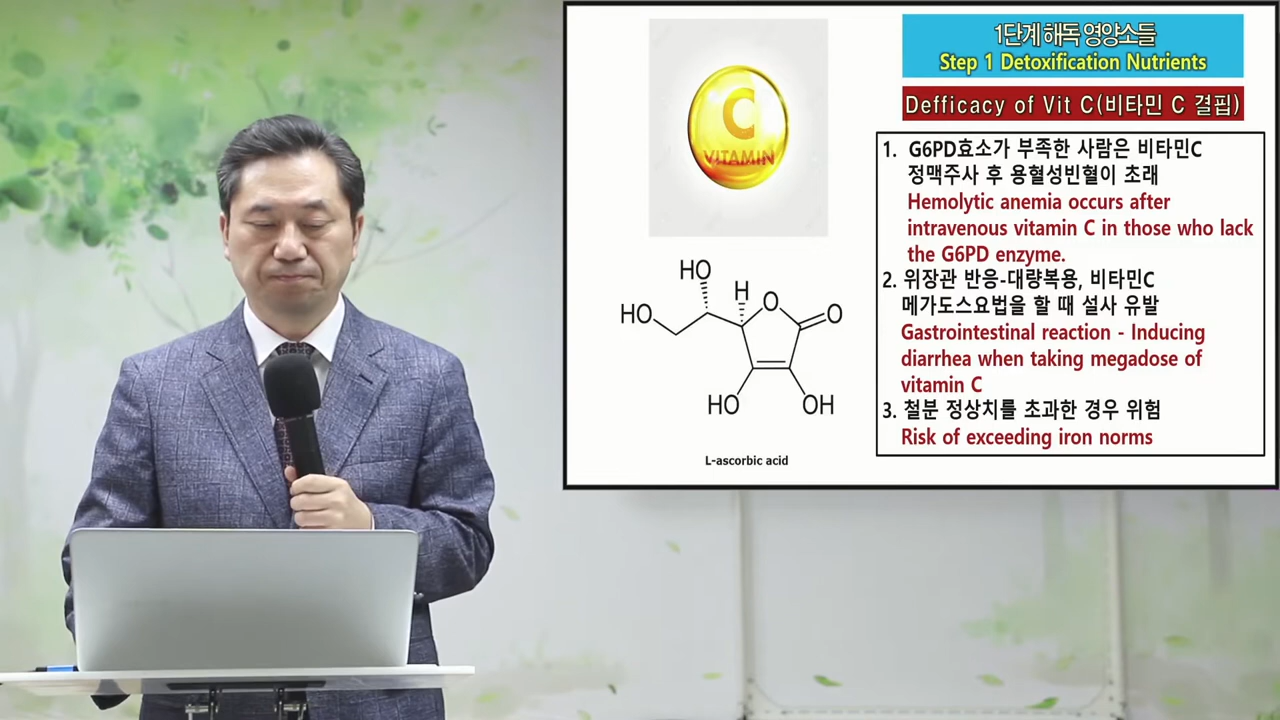 C
VITAMIN
HO
H
O
O
HO
HO
OH
L-ascorbic acid
1단계 해독 영양소들
Step 1 Detoxification Nutrients
Defficacy of Vit C(비타민 C 결핍)
1. G6PD효소가 부족한 사람은 비타민C
정맥주사 후 용혈성빈혈이 초래
Hemolytic anemia occurs after
intravenous vitamin C in those who lack
the G6PD enzyme.
2. 위장관 반응-대량복용, 비타민C
메가도스요법을 할 때 설사 유발
Gastrointestinal reaction - Inducing
diarrhea when taking megadose of
vitamin C
3. 철분 정상치를 초과한 경우 위험
Risk of exceeding iron norms